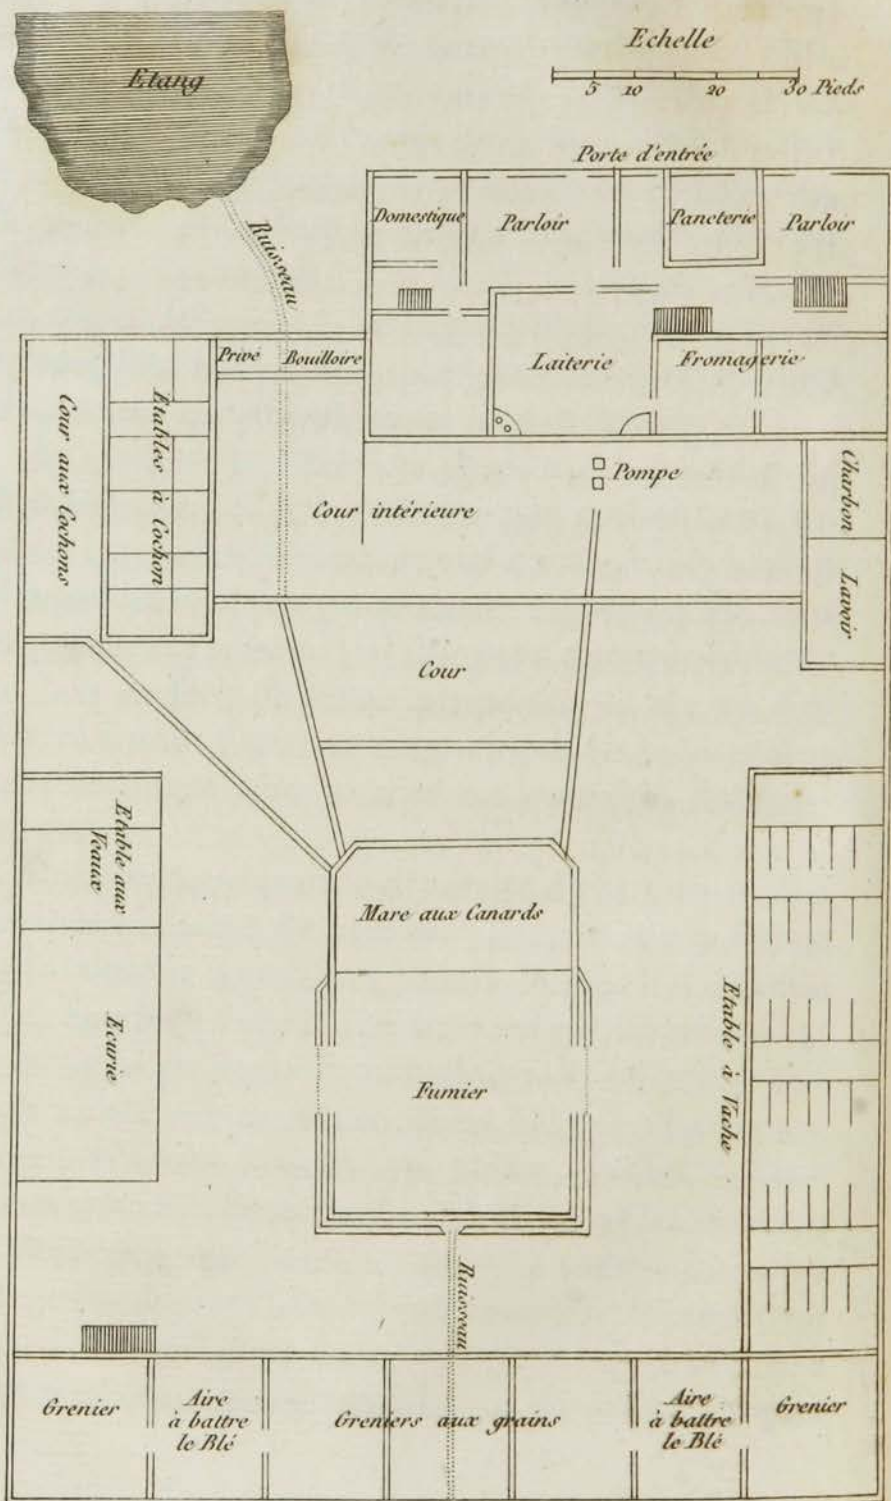 Etang
Echelle
5 10 20 30 Pieds
Porte d'entrée
Ruisseau
Domestique
Parloir
Paneterie
Parloir
Privé
Bouilloire
Laiterie
Fromagerie
Cour aux Cochons
Etables à Cochon
Cour intérieure
Pompe
Charbon
Lavoir
Cour
Etable aux
Veaux
Mare aux Canards
Ecurie
Fumier
Etable à Vache
Ruisseau
Grenier
Aire
à battre
le Blé
Greniers aux grains
Aire
à battre
le Blé
Grenier